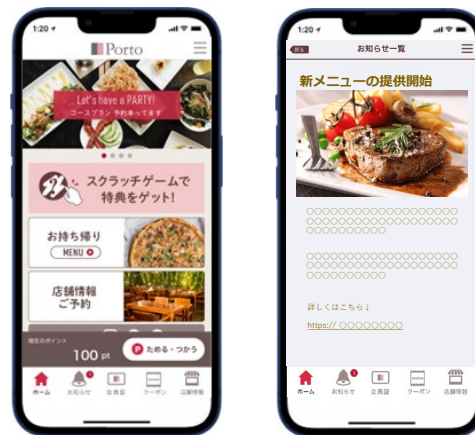 1:20
Porto
Let's have a PARTY!
コースプラン 予約承ってます
スクラッチゲームで
特典をゲット!
お持ち帰り
MENU
店舗情報
ご予約
現在のポイント
100 pt
P ためる・つかう
ホーム
お知らせ
会員証
クーポン
店舗情報
1:20
戻る
お知らせ一覧
新メニューの提供開始
○○○○○○○○○○○○○○○○○○○
○○○○○○○○○○○○○○○○○○○
○○○○○○○○○○
○○○○○○○○○○○○○○○○○○○
○○○○○○○○○○○○○○○○○○○
○○○○○○○○○○
詳しくはこちら↓
https:// ○○○○○○○○
ホーム
お知らせ
会員証
クーポン
店舗情報